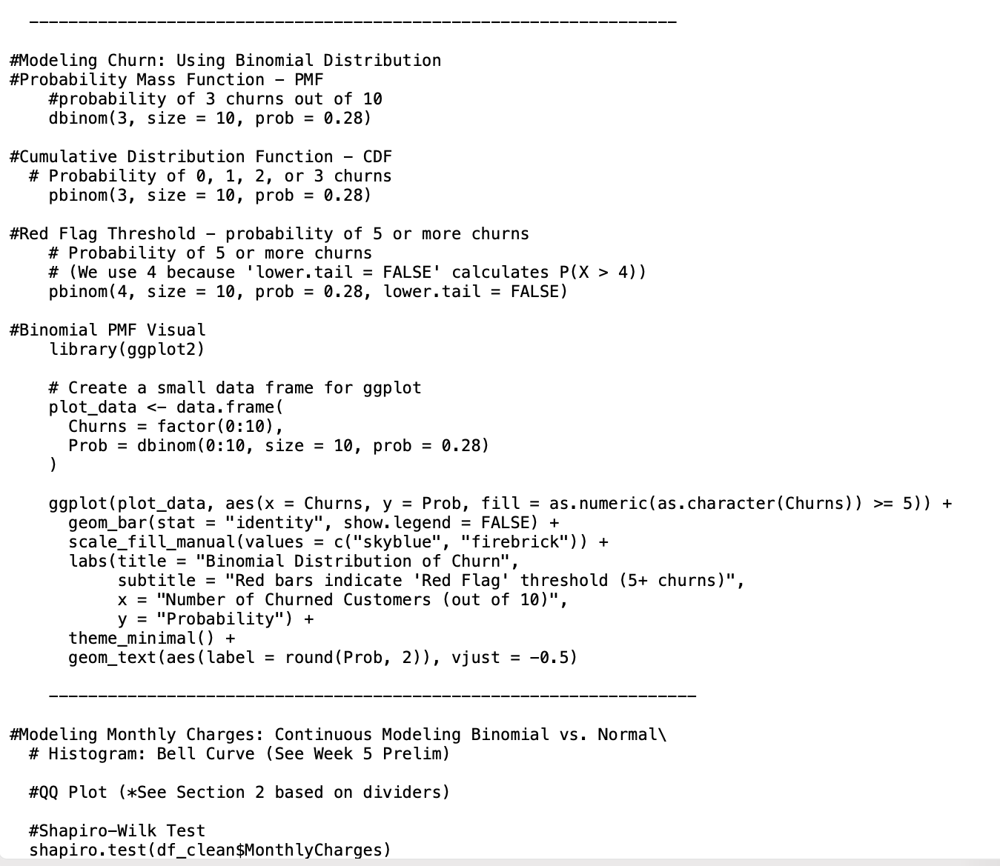 ------------------------------------------------------------------
#Modeling Churn: Using Binomial Distribution
#Probability Mass Function - PMF
    #probability of 3 churns out of 10
    dbinom(3, size = 10, prob = 0.28)
#Cumulative Distribution Function - CDF
  # Probability of 0, 1, 2, or 3 churns
    pbinom(3, size = 10, prob = 0.28)
#Red Flag Threshold - probability of 5 or more churns
    # Probability of 5 or more churns
    # (We use 4 because 'lower.tail = FALSE' calculates P(X > 4))
    pbinom(4, size = 10, prob = 0.28, lower.tail = FALSE)
#Binomial PMF Visual
    library(ggplot2)
    # Create a small data frame for ggplot
    plot_data <- data.frame(
      Churns = factor(0:10),
      Prob = dbinom(0:10, size = 10, prob = 0.28)
    )
    ggplot(plot_data, aes(x = Churns, y = Prob, fill = as.numeric(as.character(Churns)) >= 5)) +
      geom_bar(stat = "identity", show.legend = FALSE) +
      scale_fill_manual(values = c("skyblue", "firebrick")) +
      labs(title = "Binomial Distribution of Churn",
           subtitle = "Red bars indicate 'Red Flag' threshold (5+ churns)",
           x = "Number of Churned Customers (out of 10)",
           y = "Probability") +
      theme_minimal() +
      geom_text(aes(label = round(Prob, 2)), vjust = -0.5)
    ------------------------------------------------------------------
#Modeling Monthly Charges: Continuous Modeling Binomial vs. Normal\
  # Histogram: Bell Curve (See Week 5 Prelim)
  #QQ Plot (*See Section 2 based on dividers)
  #Shapiro-Wilk Test
  shapiro.test(df_clean$MonthlyCharges)